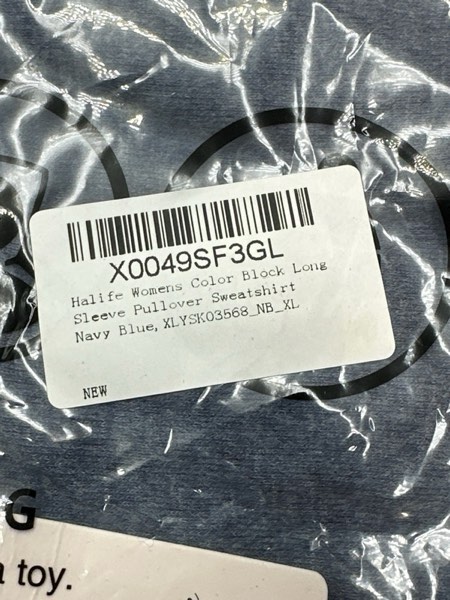 X0049SF3GL
Halife Womens Color Block Long
Sleeve Pullover Sweatshirt
Navy Blue, XLYSK03568_NB_XL
NEW
G
a toy.